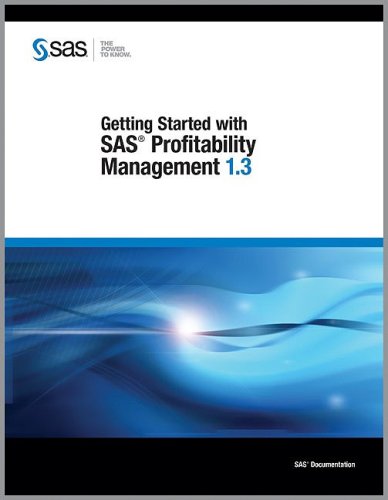 sas
THE
POWER
TO KNOW.
Getting Started with
SAS® Profitability
Management 1.3
SAS® Documentation